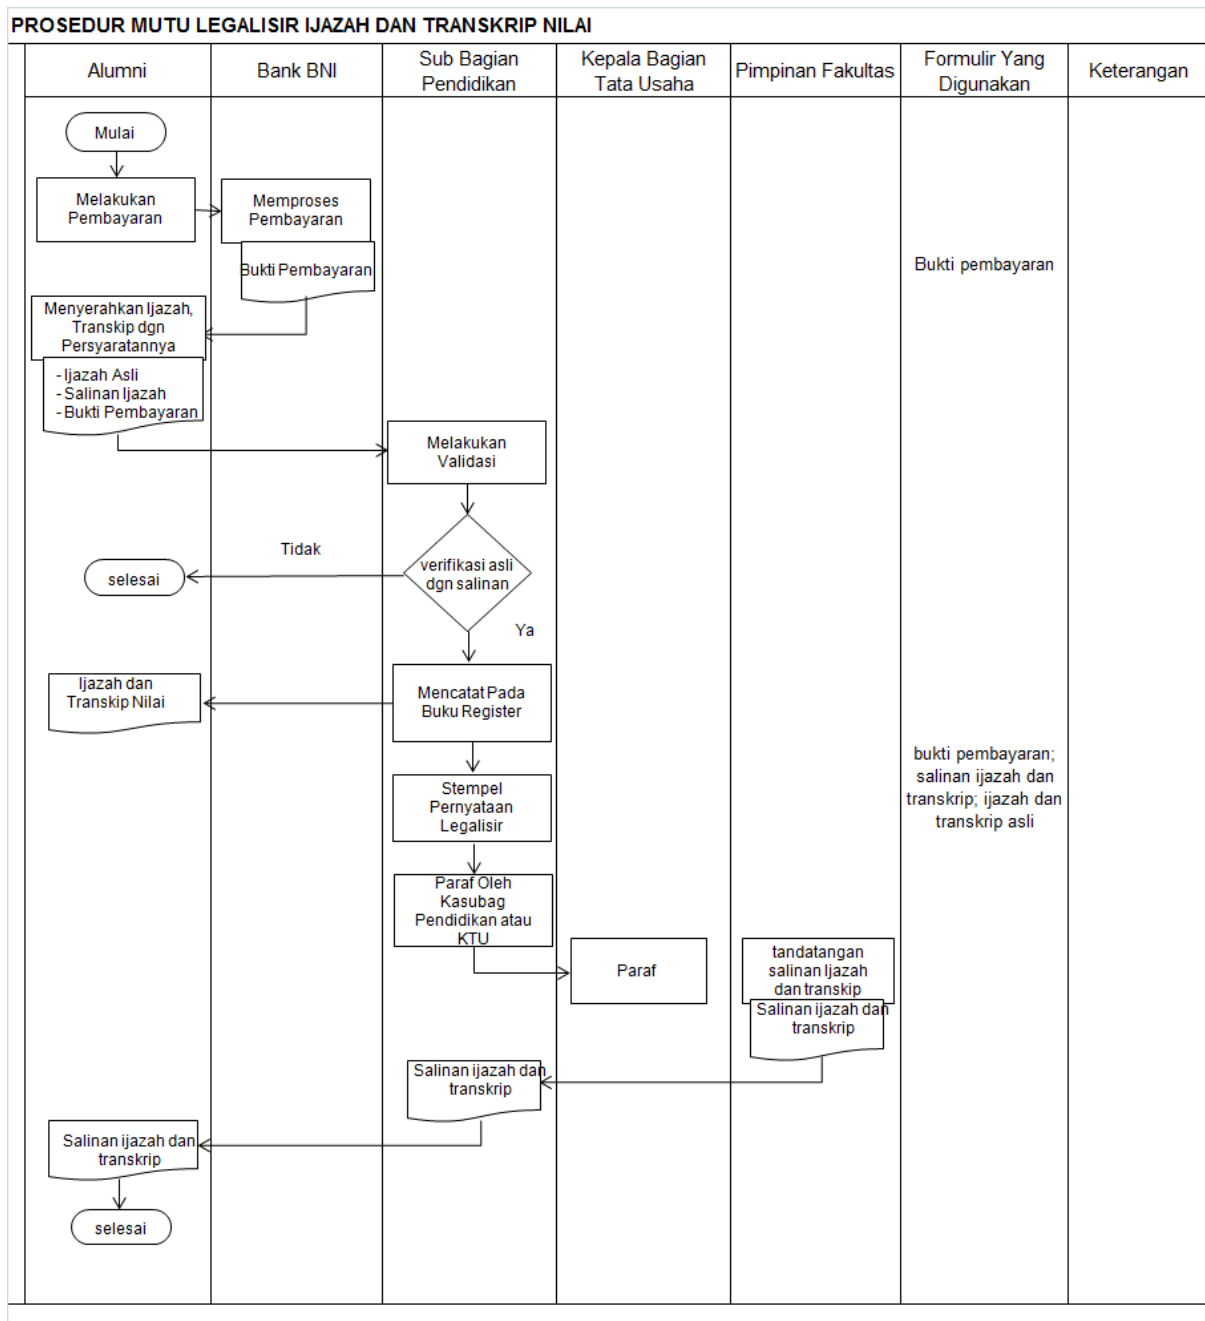 PROSEDUR MUTU LEGALISIR IJAZAH DAN TRANSKRIP NILAI
Alumni
Bank BNI
Sub Bagian
Pendidikan
Kepala Bagian
Tata Usaha
Pimpinan Fakultas
Formulir Yang
Digunakan
Keterangan
Mulai
Melakukan
Pembayaran
Memproses
Pembayaran
Bukti Pembayaran
Bukti pembayaran
Menyerahkan Ijazah,
Transkip dgn
Persyaratannya
- Ijazah Asli
- Salinan Ijazah
- Bukti Pembayaran
Melakukan
Validasi
verifikasi asli
dgn salinan
Tidak
selesai
Ya
Mencatat Pada
Buku Register
Ijazah dan
Transkip Nilai
Stempel
Pernyataan
Legalisir
bukti pembayaran;
salinan ijazah dan
transkrip; ijazah dan
transkrip asli
Paraf Oleh
Kasubag
Pendidikan atau
KTU
Paraf
tandatangan
salinan Ijazah
dan transkip
Salinan ijazah dan
transkrip
Salinan ijazah dan
transkrip
Salinan ijazah dan
transkrip
selesai